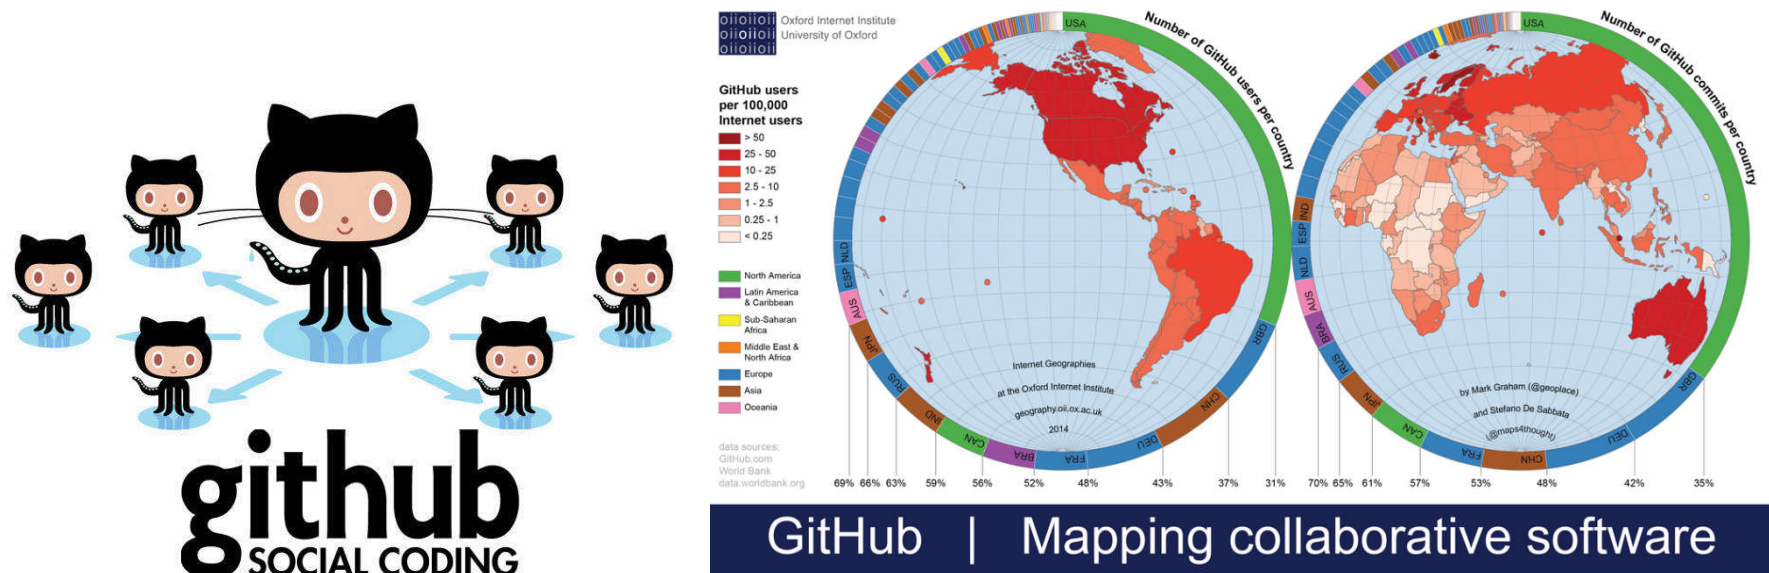 github
SOCIAL CODING
oiioiioii
oiioiioii
oiioiioii
Oxford Internet Institute
University of Oxford
GitHub users
per 100,000
Internet users
> 50
25 - 50
10 - 25
2.5 - 10
1 - 2.5
0.25 - 1
< 0.25
North America
Latin America
& Caribbean
Sub-Saharan
Africa
Middle East &
North Africa
Europe
Asia
Oceania
data sources:
GitHub.com
World Bank
data.worldbank.org
Number of GitHub users per country
USA
GBR
CHN
DEU
FRA
BRA
CAN
IND
RUS
JPN
AUS
ESP
NLD
Internet Geographies
at the Oxford Internet Institute
geography.oii.ox.ac.uk
2014
69% 66% 63% 59% 56% 52% 48% 43% 37% 31%
Number of GitHub commits per country
USA
GBR
DEU
CHN
FRA
CAN
JPN
RUS
BRA
AUS
NLD
ESP
IND
by Mark Graham (@geoplace)
and Stefano De Sabbata
(@maps4thought)
70% 65% 61% 57% 53% 48% 42% 35%
GitHub | Mapping collaborative software